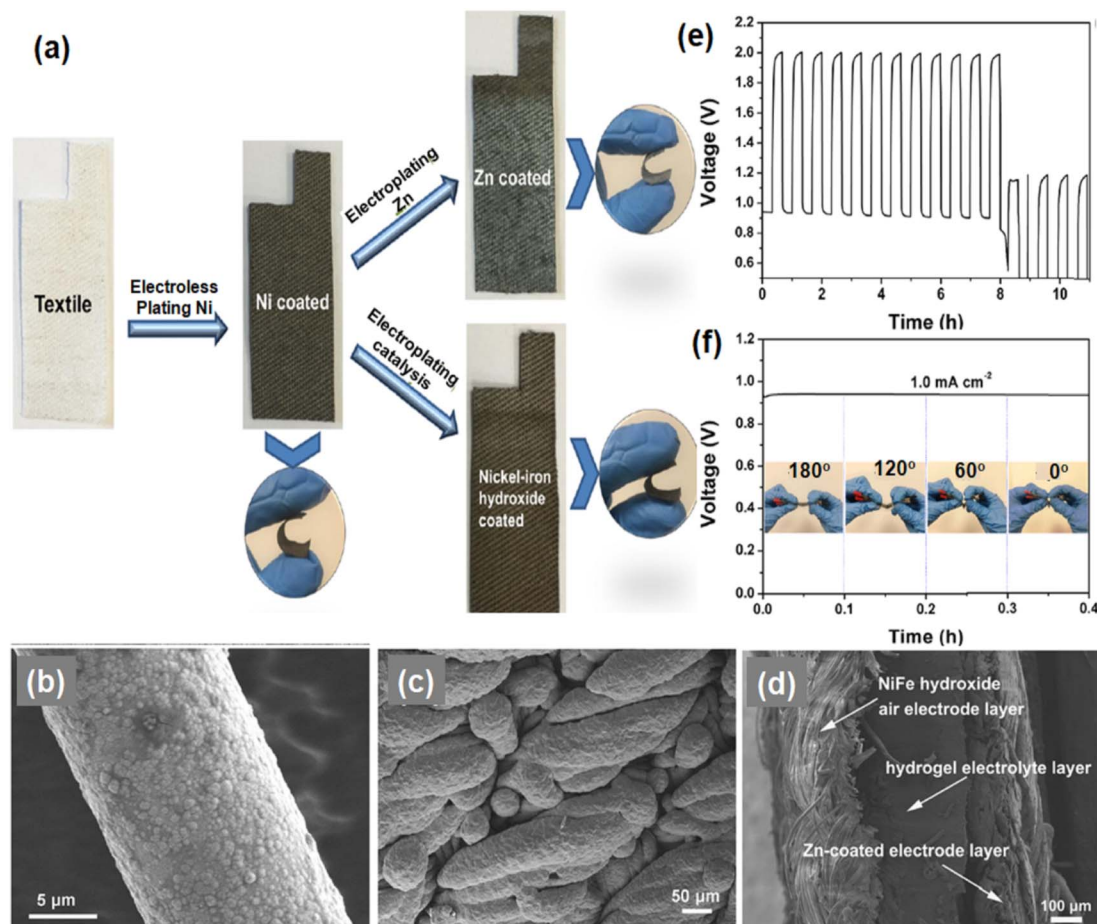 (a)
Textile
Electroless
Plating Ni
Ni coated
Electroplating
Zn
Zn coated
Electroplating
catalysis
Nickel-iron
hydroxide
coated
(e)
Voltage (V)
2.0
1.8
1.6
1.4
1.2
1.0
0.8
0.6
0 2 4 6 8 10
Time (h)
(f)
Voltage (V)
1.2
1.0
0.8
0.6
0.4
0.2
0.0
1.0 mA cm⁻²
180° 120° 60° 0°
0.0 0.1 0.2 0.3 0.4
Time (h)
(b)
5 μm
(c)
50 μm
(d)
NiFe hydroxide
air electrode layer
hydrogel electrolyte layer
Zn-coated electrode layer
100 μm